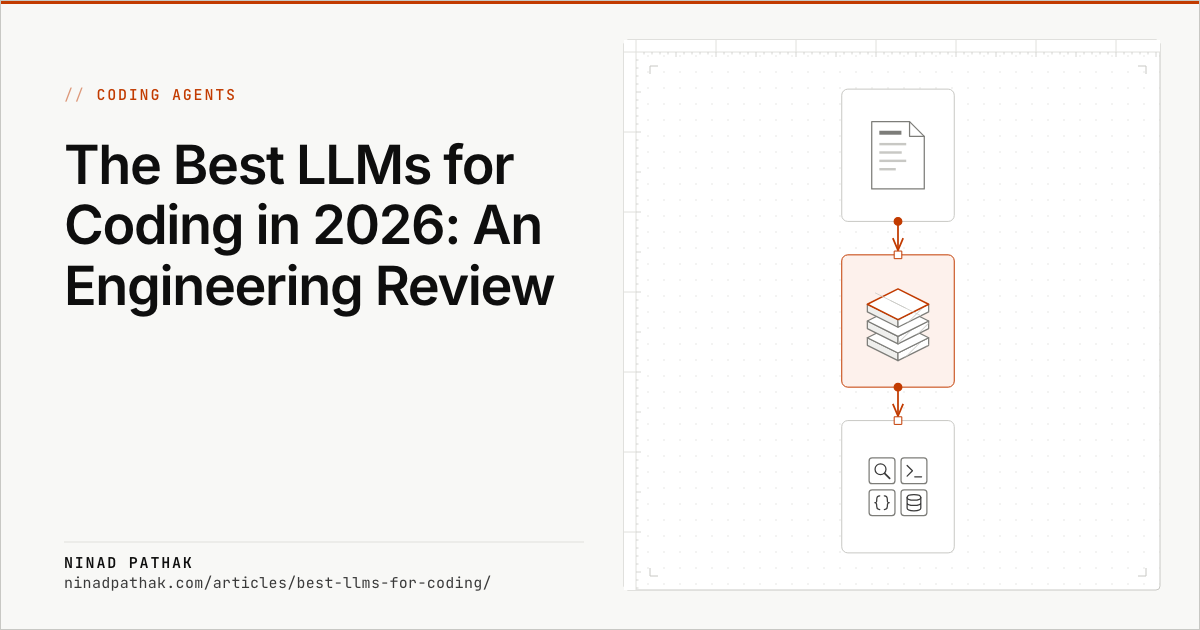 // CODING AGENTS
The Best LLMs for
Coding in 2026: An
Engineering Review
NINAD PATHAK
ninadpathak.com/articles/best-llms-for-coding/